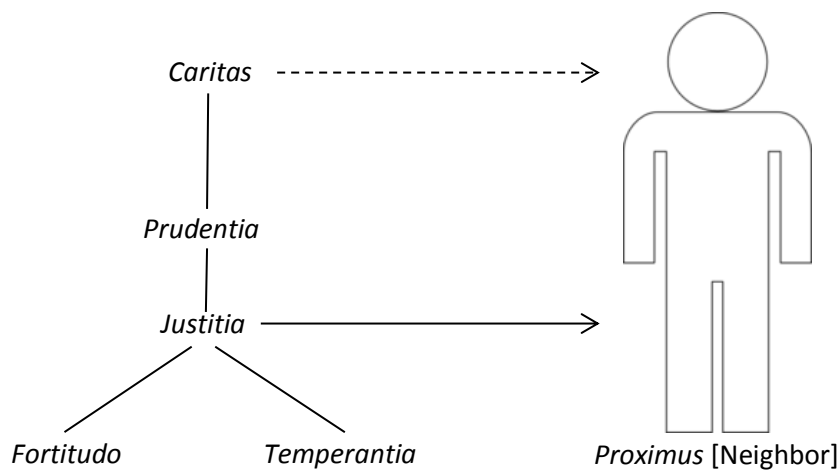 Caritas
Prudentia
Justitia
Fortitudo
Temperantia
Proximus [Neighbor]